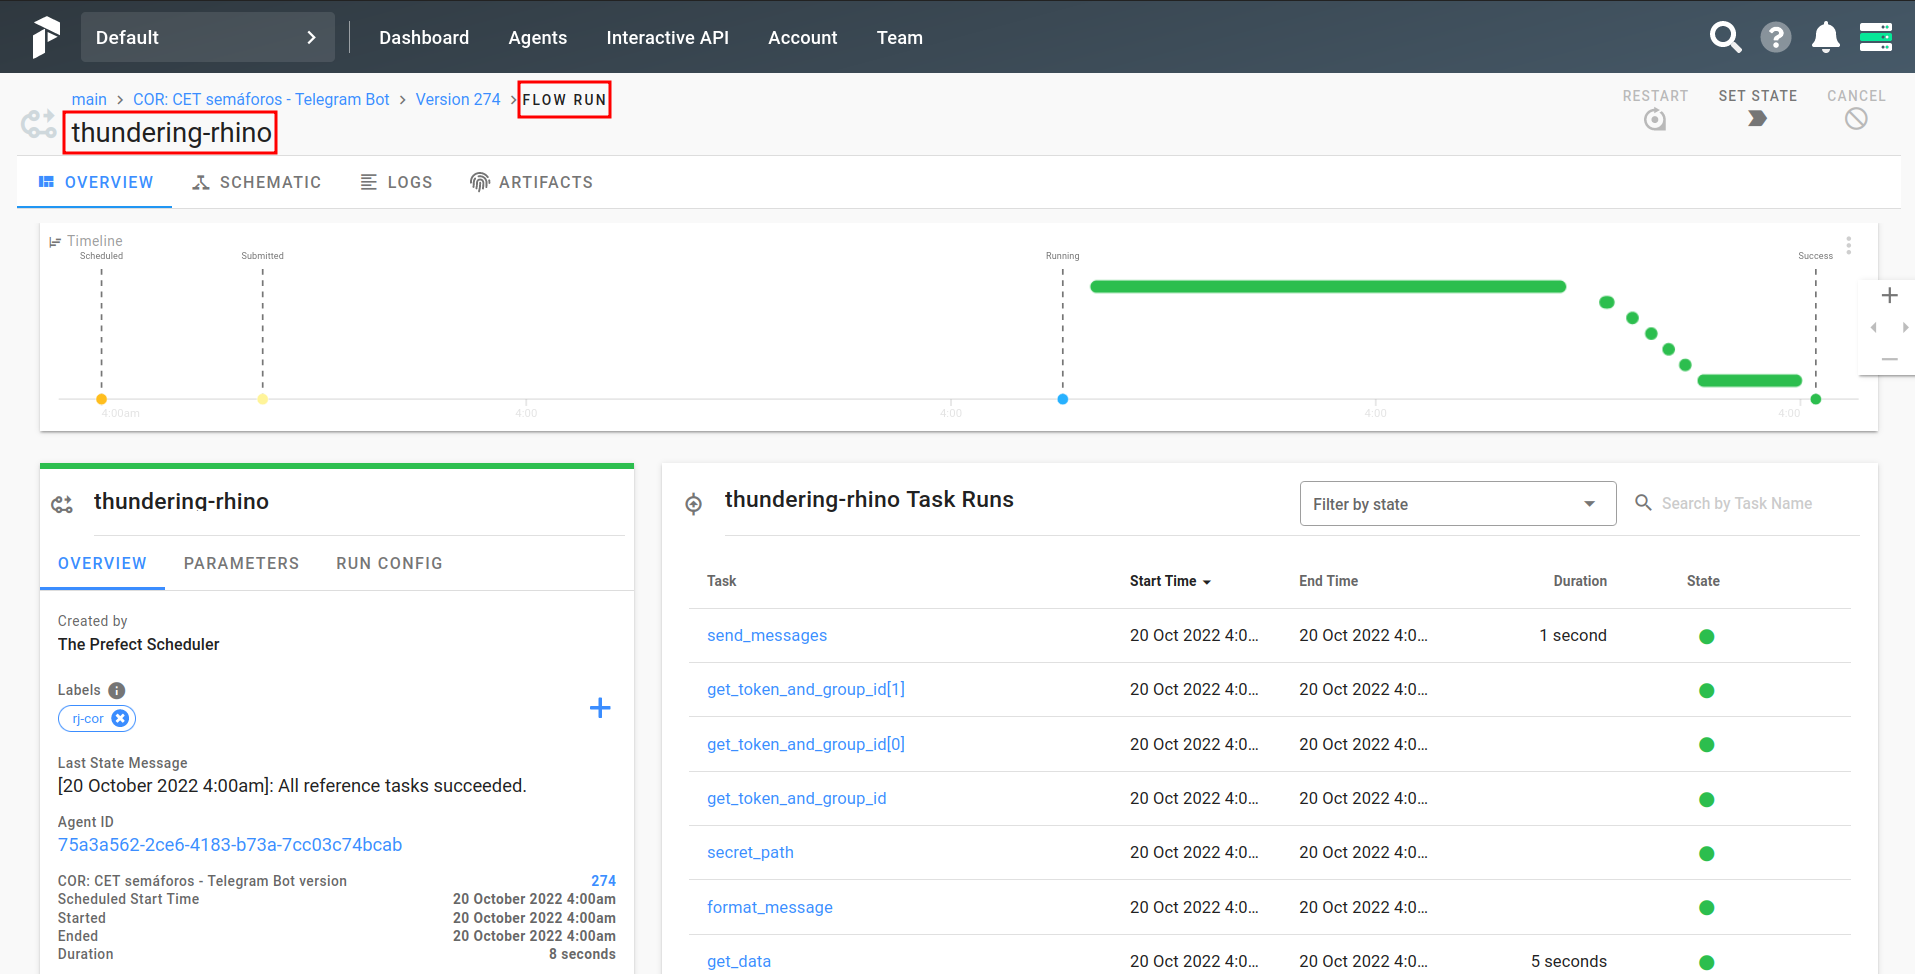 Default
Dashboard
Agents
Interactive API
Account
Team
main > COR: CET semáforos - Telegram Bot > Version 274 > FLOW RUN
thundering-rhino
RESTART
SET STATE
CANCEL
OVERVIEW
SCHEMATIC
LOGS
ARTIFACTS
Timeline
Scheduled
Submitted
Running
Success
4:00am
4:00
4:00
4:00
4:00
thundering-rhino
OVERVIEW
PARAMETERS
RUN CONFIG
Created by
The Prefect Scheduler
Labels
rj-cor
Last State Message
[20 October 2022 4:00am]: All reference tasks succeeded.
Agent ID
75a3a562-2ce6-4183-b73a-7cc03c74bcab
COR: CET semáforos - Telegram Bot version 274
Scheduled Start Time 20 October 2022 4:00am
Started 20 October 2022 4:00am
Ended 20 October 2022 4:00am
Duration 8 seconds
thundering-rhino Task Runs
Filter by state
Search by Task Name
Task Start Time End Time Duration State
send_messages 20 Oct 2022 4:0... 20 Oct 2022 4:0... 1 second
get_token_and_group_id[1] 20 Oct 2022 4:0... 20 Oct 2022 4:0...
get_token_and_group_id[0] 20 Oct 2022 4:0... 20 Oct 2022 4:0...
get_token_and_group_id 20 Oct 2022 4:0... 20 Oct 2022 4:0...
secret_path 20 Oct 2022 4:0... 20 Oct 2022 4:0...
format_message 20 Oct 2022 4:0... 20 Oct 2022 4:0...
get_data 20 Oct 2022 4:0... 20 Oct 2022 4:0... 5 seconds